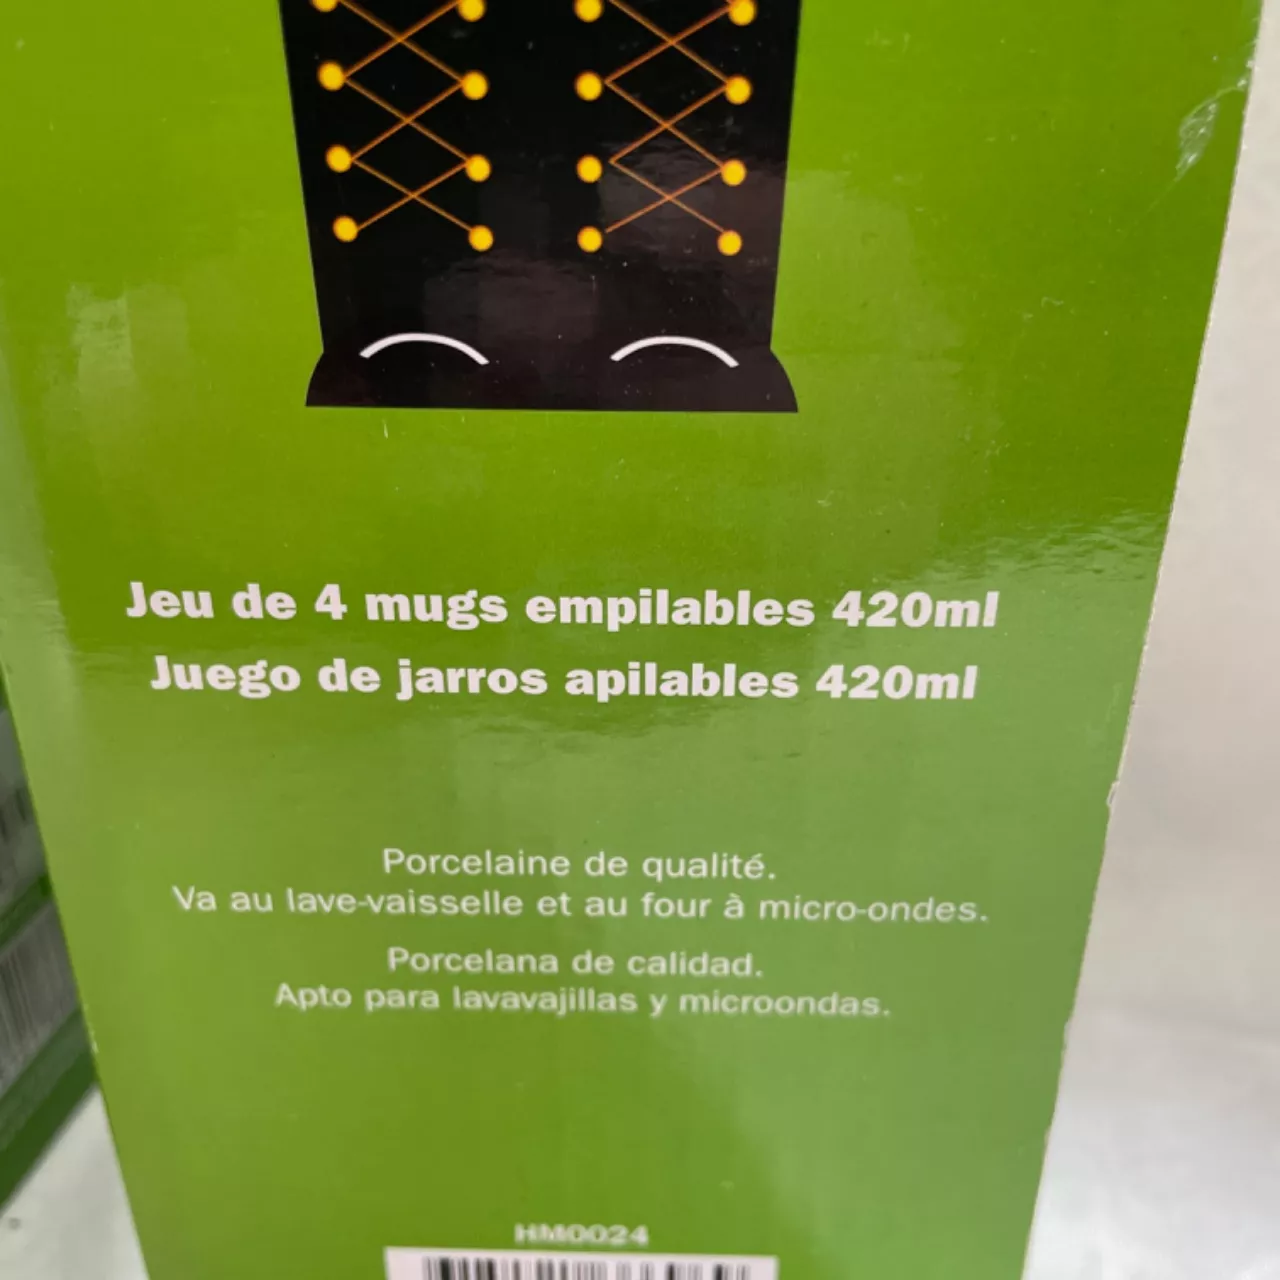 Jeu de 4 mugs empilables 420ml
Juego de jarros apilables 420ml
Porcelaine de qualité.
Va au lave-vaisselle et au four à micro-ondes.
Porcelana de calidad.
Apto para lavavajillas y microondas.
HM0024